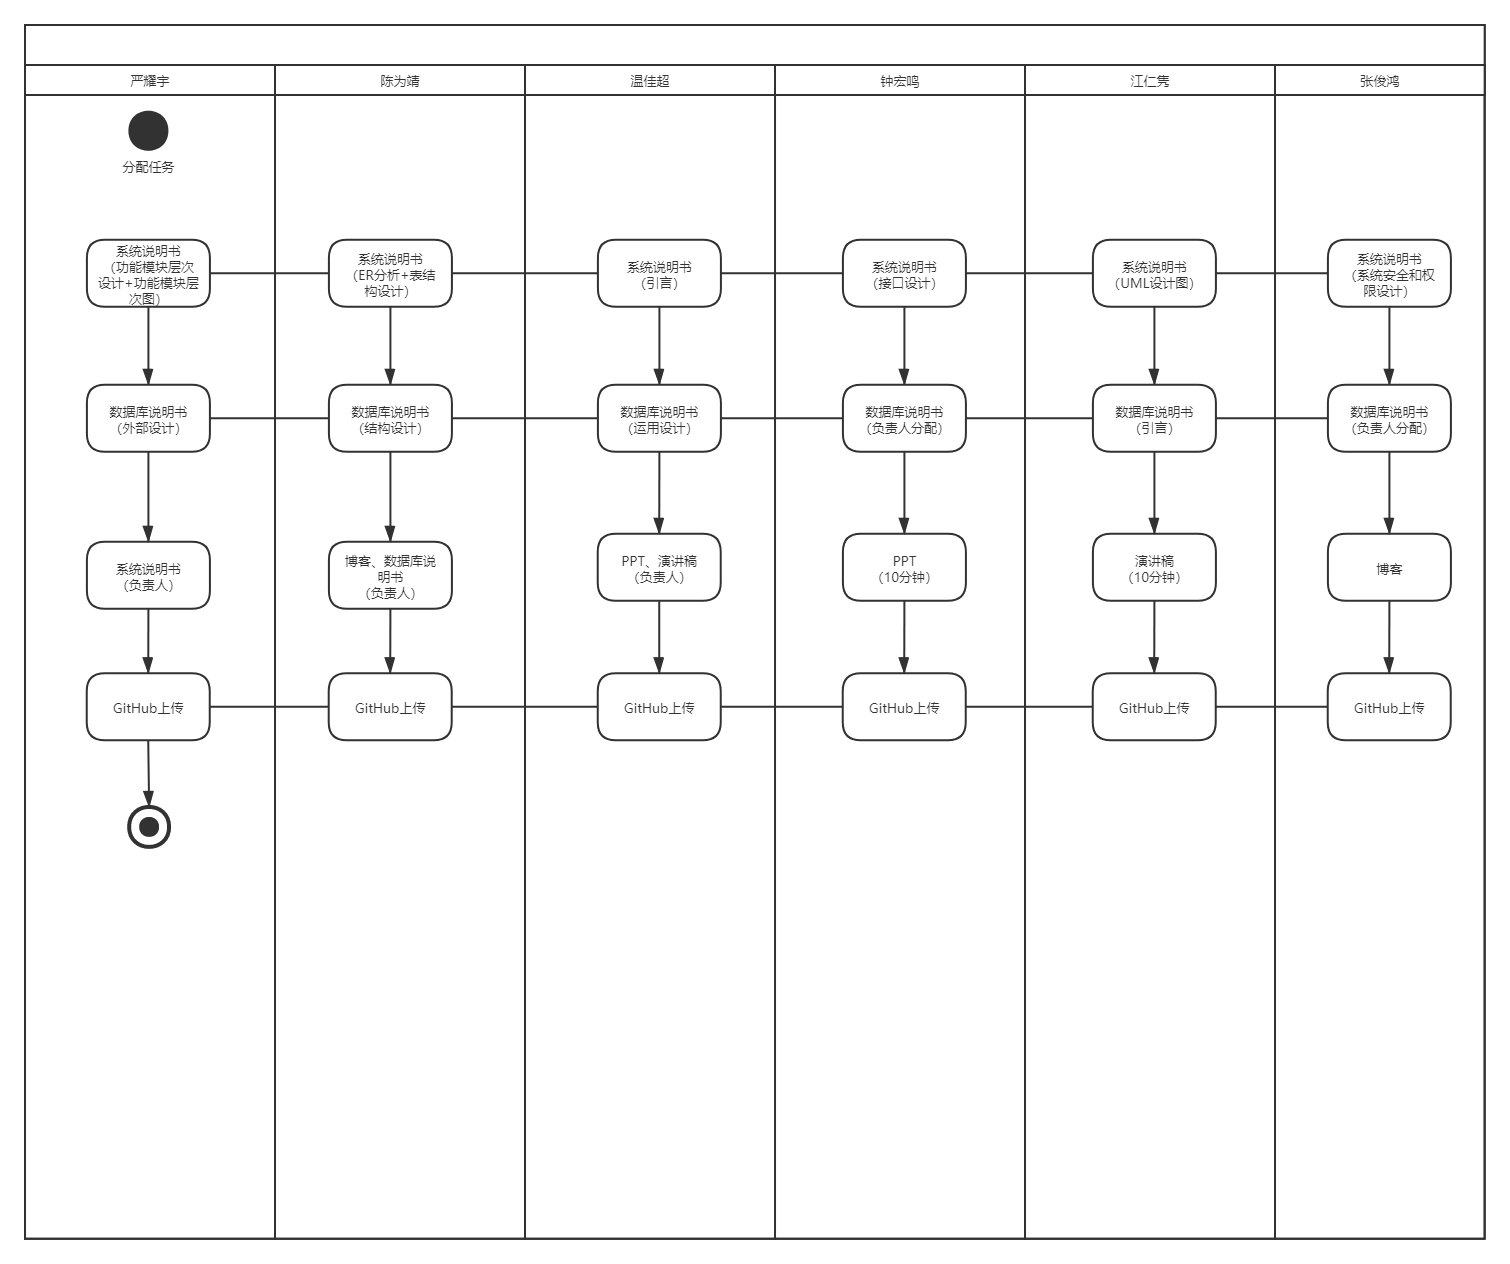 严耀宇
陈为靖
温佳超
钟宏鸣
江仁隽
张俊鸿
分配任务
系统说明书
（功能模块层次
设计+功能模块层
次图）
系统说明书
（ER分析+表结
构设计）
系统说明书
（引言）
系统说明书
（接口设计）
系统说明书
（UML设计图）
系统说明书
（系统安全和权
限设计）
数据库说明书
（外部设计）
数据库说明书
（结构设计）
数据库说明书
（运用设计）
数据库说明书
（负责人分配）
数据库说明书
（引言）
数据库说明书
（负责人分配）
系统说明书
（负责人）
博客、数据库说
明书
（负责人）
PPT、演讲稿
（负责人）
PPT
（10分钟）
演讲稿
（10分钟）
博客
GitHub上传
GitHub上传
GitHub上传
GitHub上传
GitHub上传
GitHub上传